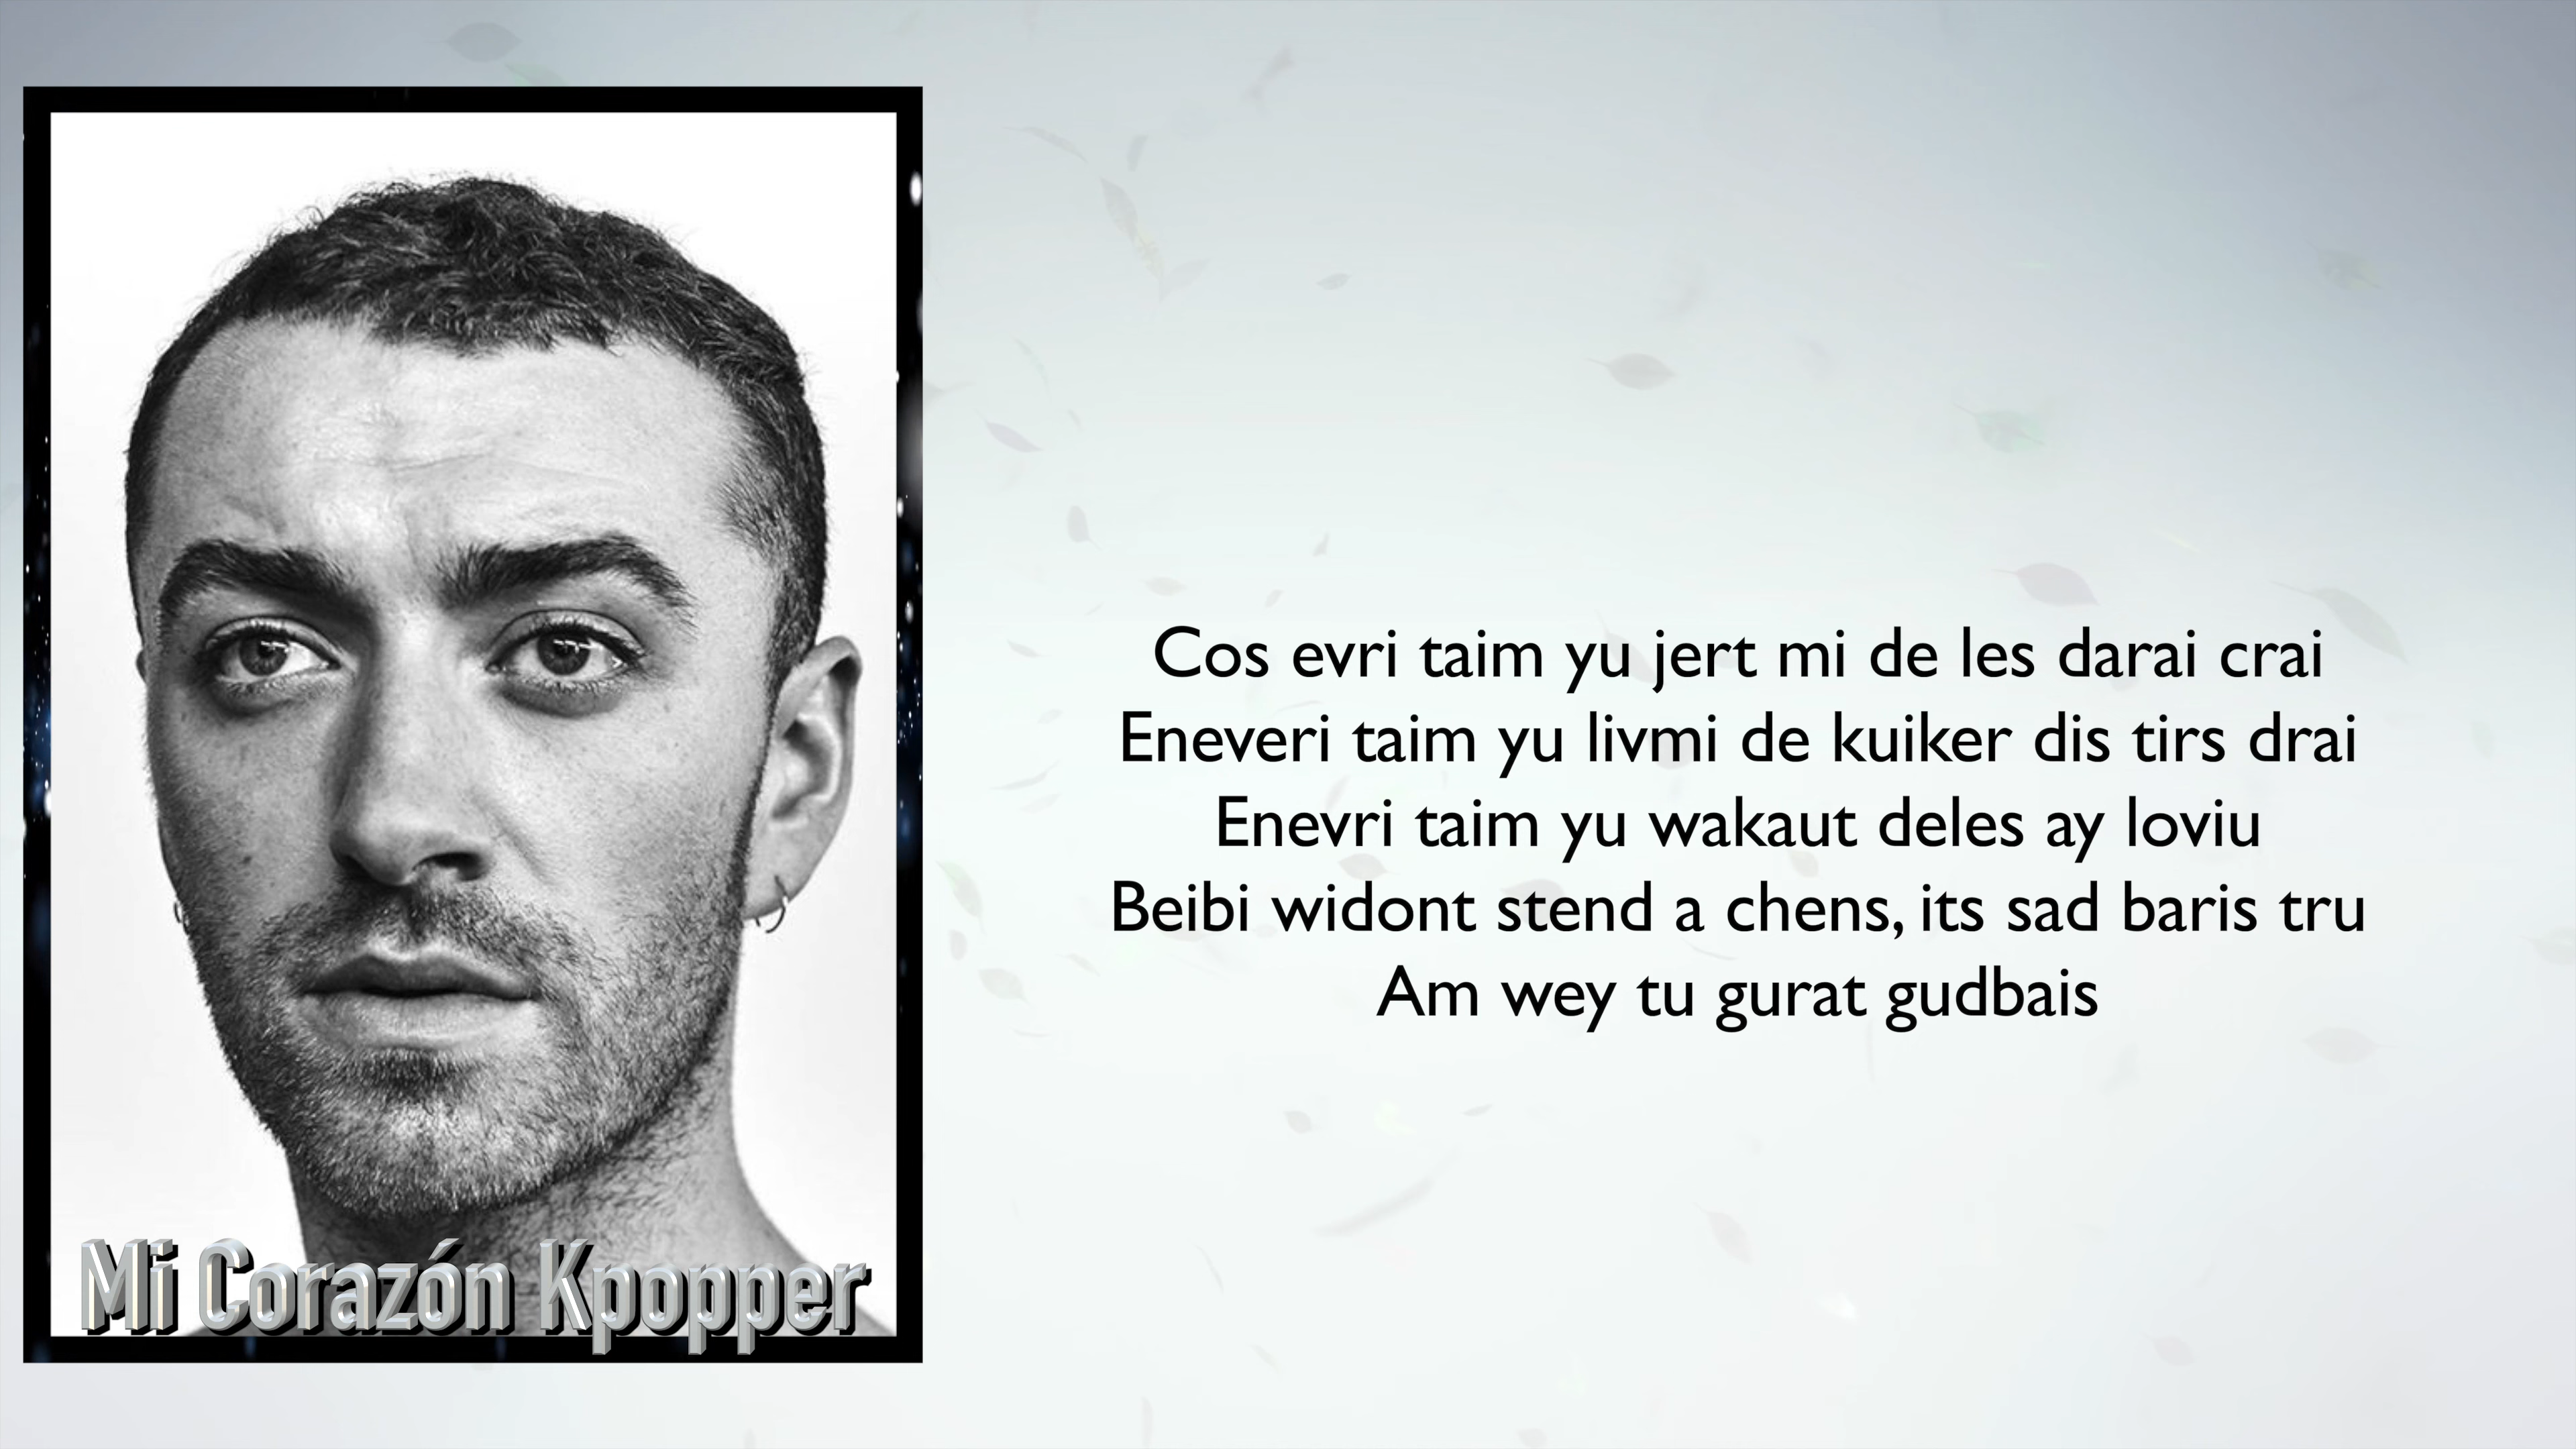 Cos evri taim yu jert mi de les darai crai
Eneveri taim yu livmi de kuiker dis tirs drai
Enevri taim yu wakaut deles ay loviu
Beibi widont stend a chens, its sad baris tru
Am wey tu gurat gudbais
Mi Corazón Kpopper